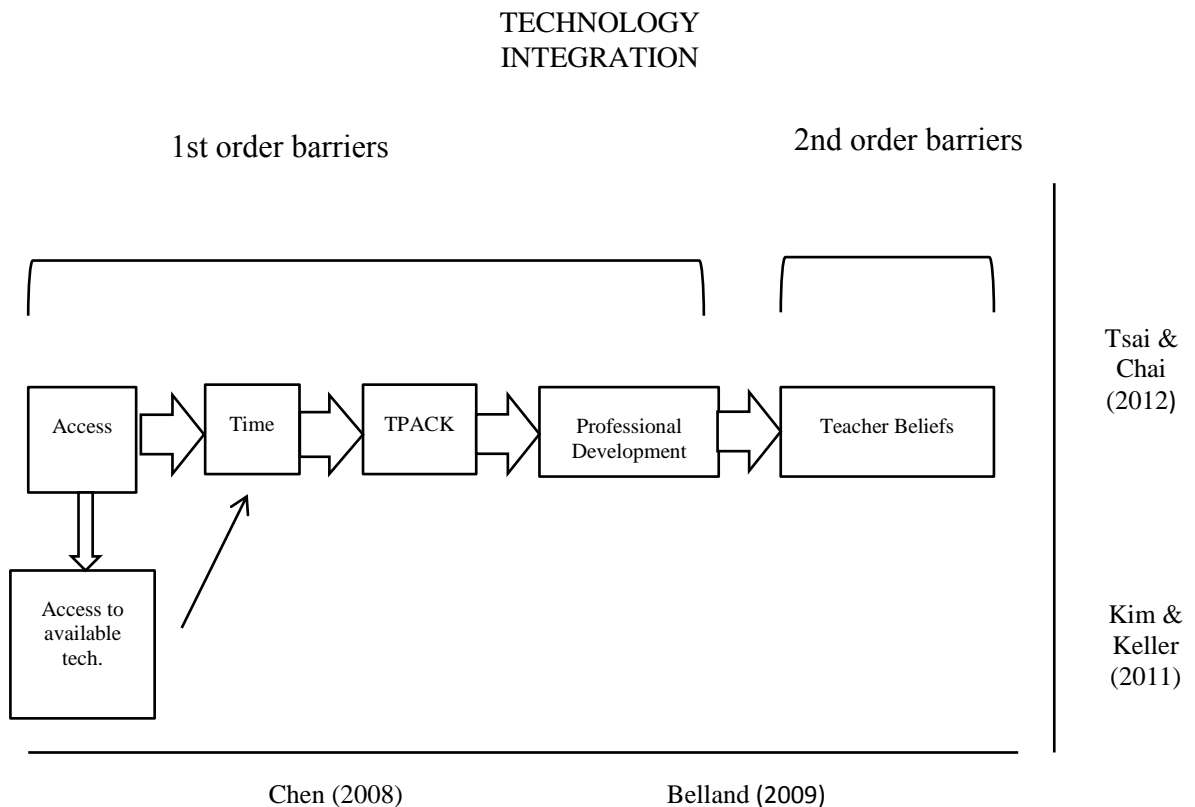 TECHNOLOGY
INTEGRATION
1st order barriers
2nd order barriers
Access
Time
TPACK
Professional
Development
Teacher Beliefs
Access to
available
tech.
Tsai &
Chai
(2012)
Kim &
Keller
(2011)
Chen (2008)
Belland (2009)